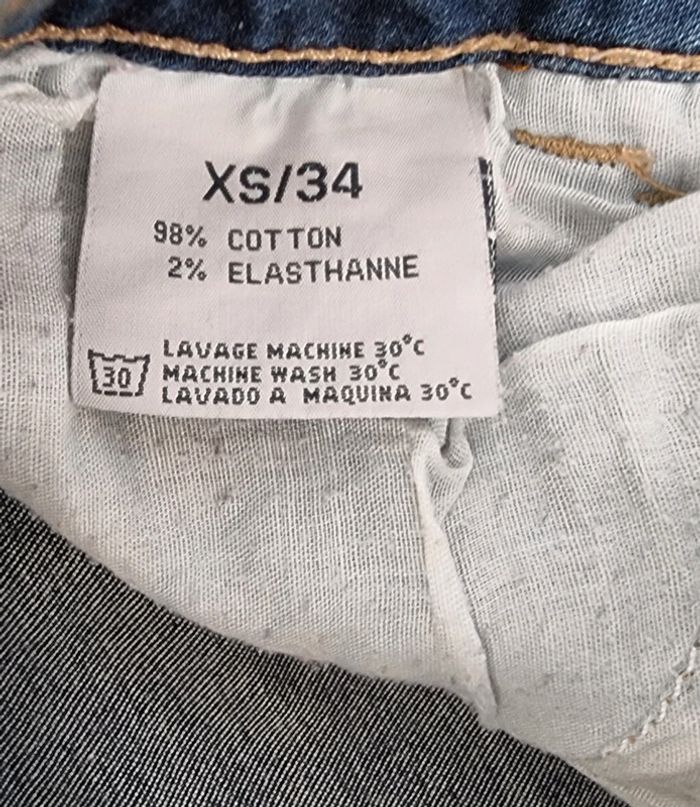 XS/34
98% COTTON
2% ELASTHANNE
LAVAGE MACHINE 30°C
30 MACHINE WASH 30°C
LAVADO A MAQUINA 30°C